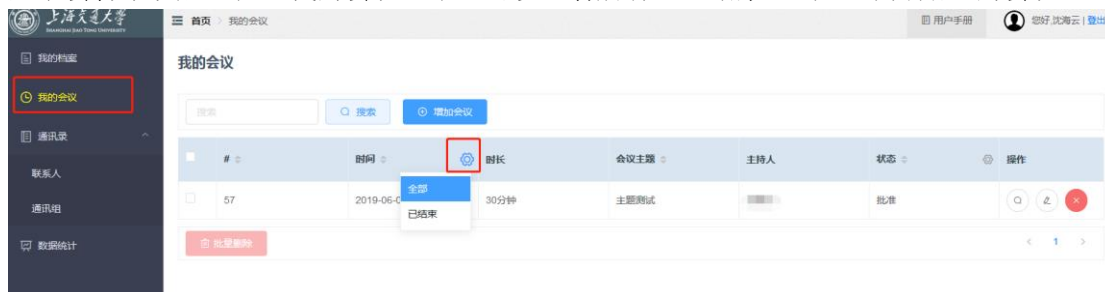 上海交通大学
SHANGHAI JIAO TONG UNIVERSITY
首页 > 我的会议
用户手册
您好,沈海云 | 登出
我的档案
我的会议
通讯录
联系人
通讯组
数据统计
我的会议
搜索
搜索
增加会议
# 时间 时长 会议主题 主持人 状态 操作
全部
已结束
57 2019-06-0 30分钟 主题测试 批准
批量删除
< 1 >